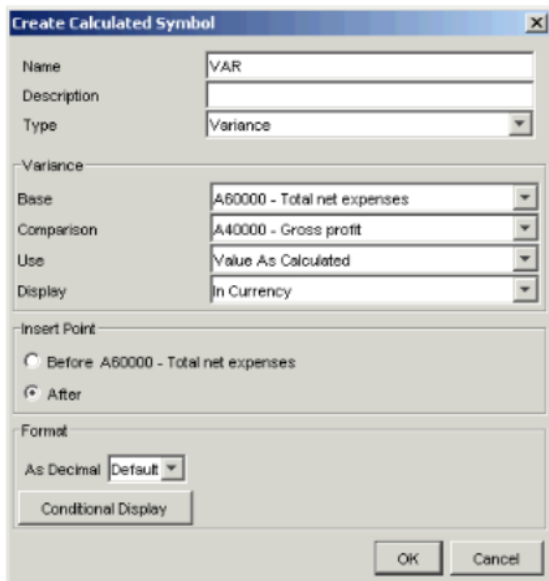 Create Calculated Symbol
Name VAR
Description
Type Variance
Variance
Base A60000 - Total net expenses
Comparison A40000 - Gross profit
Use Value As Calculated
Display In Currency
Insert Point
Before A60000 - Total net expenses
After
Format
As Decimal Default
Conditional Display
OK Cancel